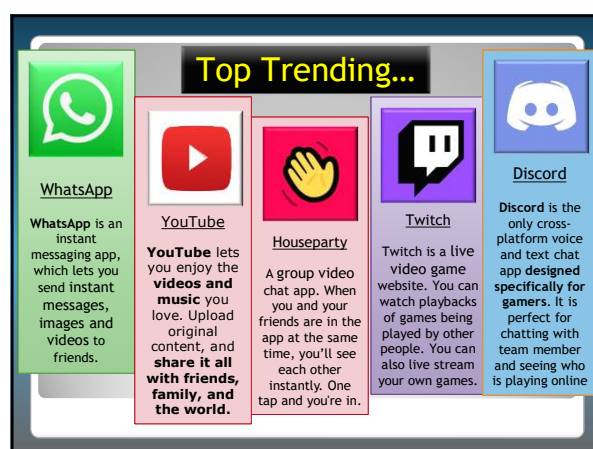 Top Trending…
WhatsApp
WhatsApp is an
instant
messaging app,
which lets you
send instant
messages,
images and
videos to
friends.
YouTube
YouTube lets
you enjoy the
videos and
music you
love. Upload
original
content, and
share it all
with friends,
family, and
the world.
Houseparty
A group video
chat app. When
you and your
friends are in the
app at the same
time, you’ll see
each other
instantly. One
tap and you're in.
Twitch
Twitch is a live
video game
website. You can
watch playbacks
of games being
played by other
people. You can
also live stream
your own games.
Discord
Discord is the
only cross-
platform voice
and text chat
app designed
specifically for
gamers. It is
perfect for
chatting with
team member
and seeing who
is playing online